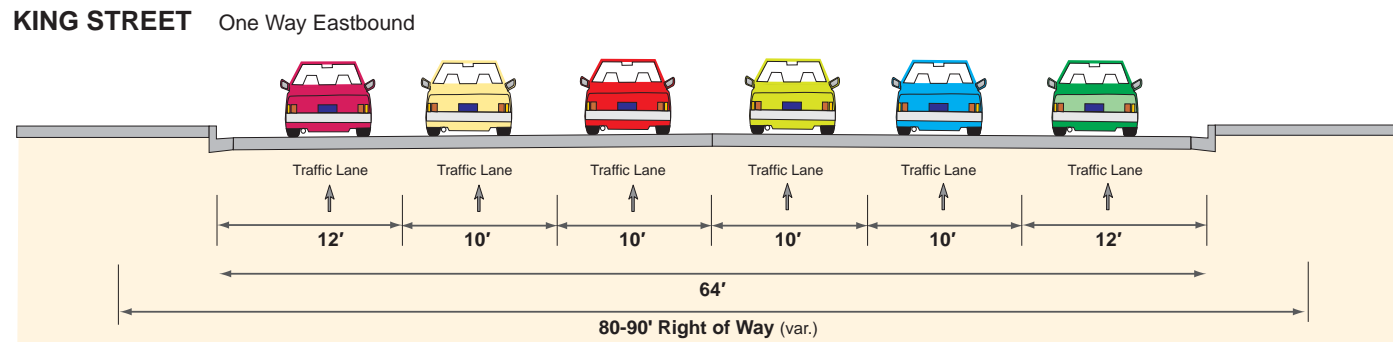 KING STREET One Way Eastbound
Traffic Lane Traffic Lane Traffic Lane Traffic Lane Traffic Lane Traffic Lane
12′ 10′ 10′ 10′ 10′ 12′
64′
80-90' Right of Way (var.)